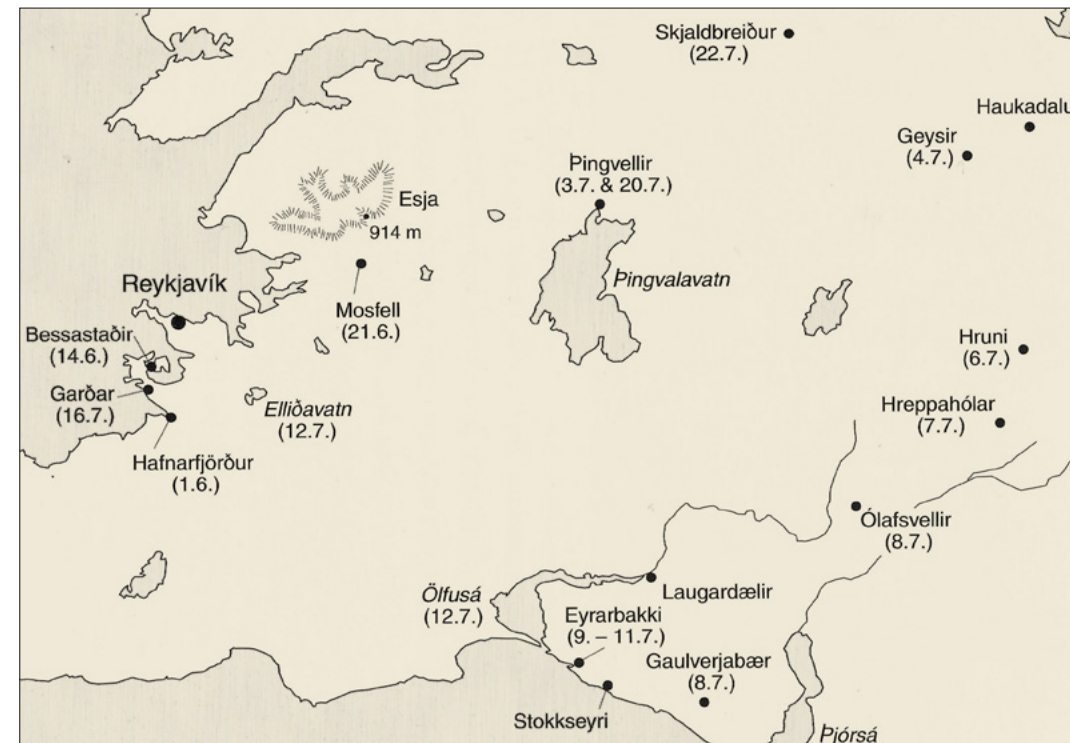 Skjaldbreiður
(22.7.)
Haukadalu
Geysir
(4.7.)
Þingvellir
(3.7. & 20.7.)
Esja
914 m
Þingvalavatn
Reykjavík
Mosfell
(21.6.)
Bessastaðir
(14.6.)
Hruni
(6.7.)
Garðar
(16.7.)
Elliðavatn
(12.7.)
Hreppahólar
(7.7.)
Hafnarfjörður
(1.6.)
Ólafsvellir
(8.7.)
Ölfusá
(12.7.)
Laugardælir
Eyrarbakki
(9. – 11.7.)
Gaulverjabær
(8.7.)
Stokkseyri
Þjórsá